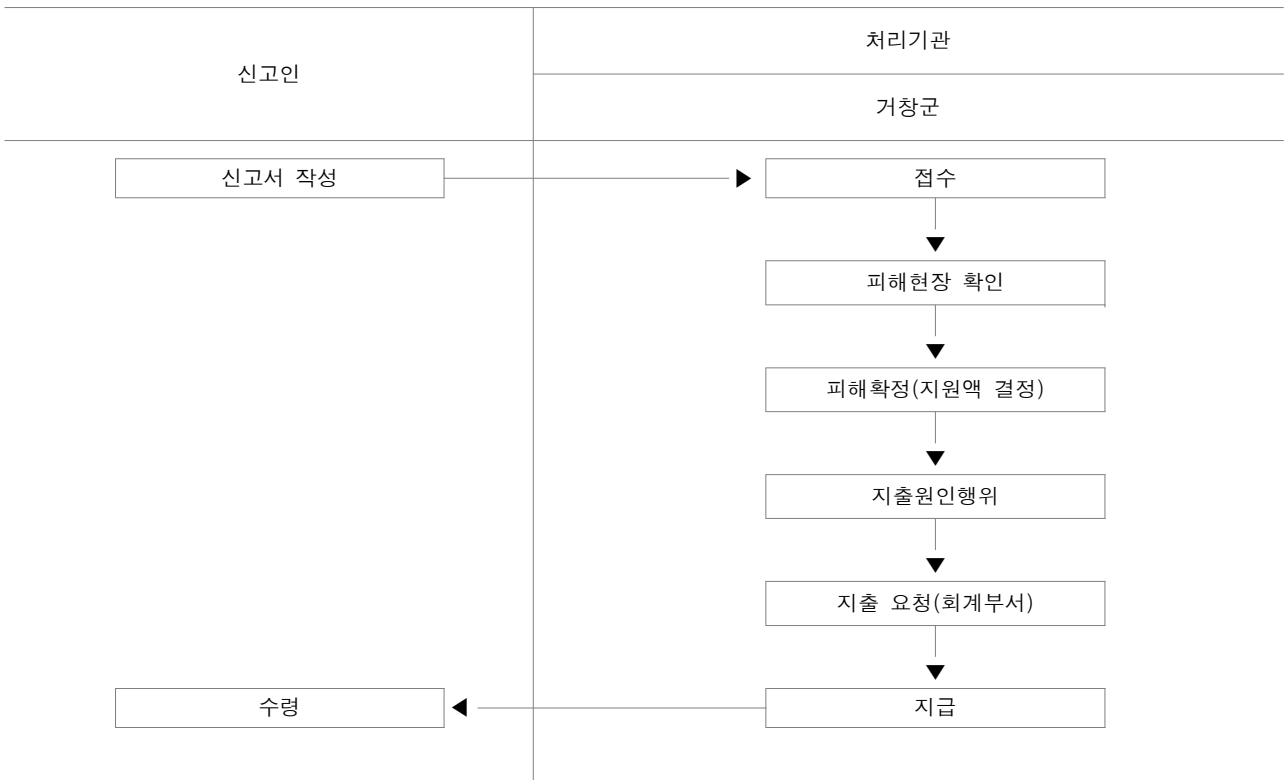 신고인
처리기관
거창군
신고서 작성
접수
피해현장 확인
피해확정(지원액 결정)
지출원인행위
지출 요청(회계부서)
수령
지급